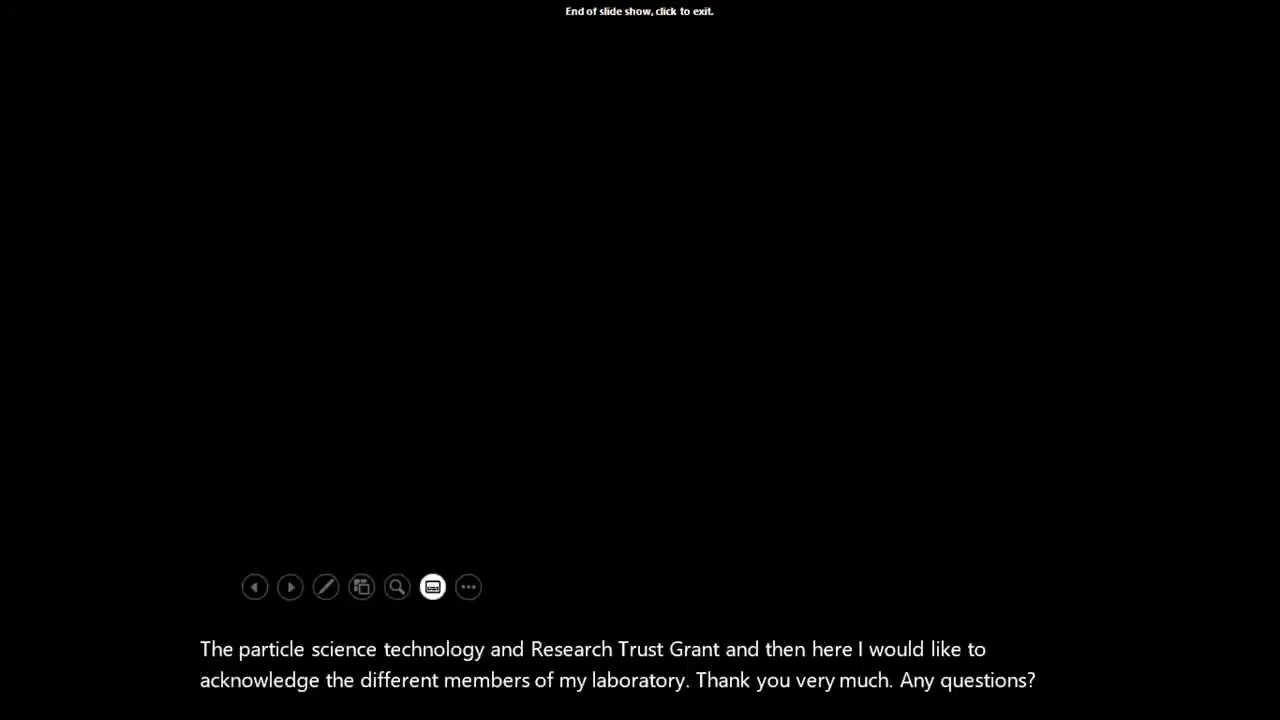 End of slide show, click to exit.
The particle science technology and Research Trust Grant and then here I would like to
acknowledge the different members of my laboratory. Thank you very much. Any questions?